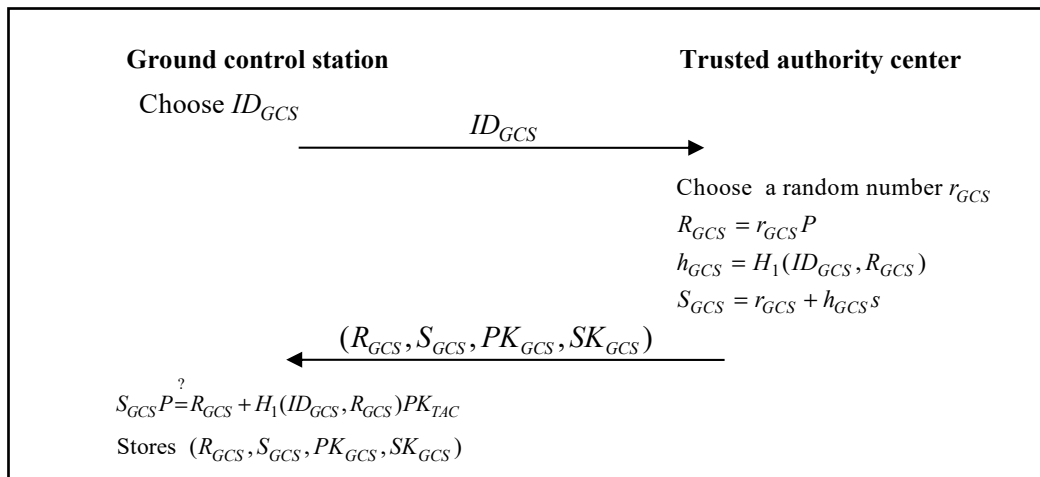 Ground control station
Trusted authority center
Choose ID_GCS
ID_GCS
Choose a random number r_GCS
R_GCS = r_GCS P
h_GCS = H_1(ID_GCS, R_GCS)
S_GCS = r_GCS + h_GCS s
(R_GCS, S_GCS, PK_GCS, SK_GCS)
S_GCS P ?= R_GCS + H_1(ID_GCS, R_GCS)PK_TAC
Stores (R_GCS, S_GCS, PK_GCS, SK_GCS)